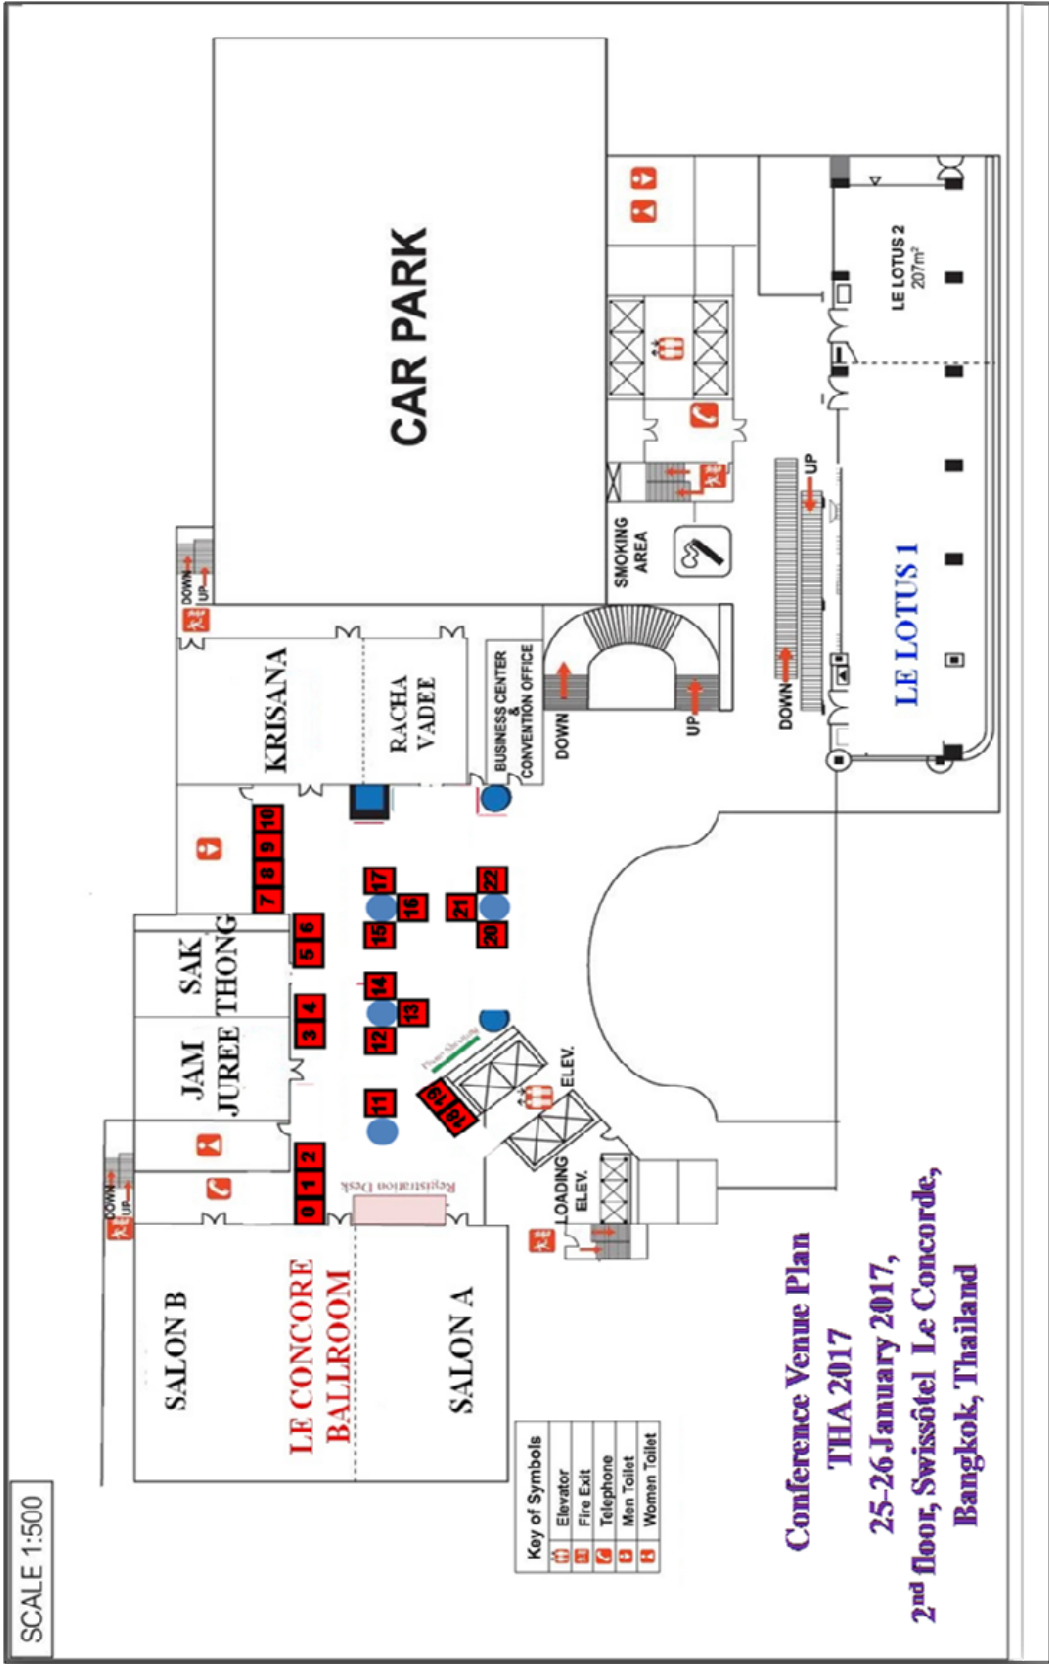 SCALE 1:500
CAR PARK
DOWN
UP
KRISANA
RACHA
VADEE
BUSINESS CENTER
&
CONVENTION OFFICE
SMOKING
AREA
DOWN
UP
DOWN
UP
LE LOTUS 2
207m²
LE LOTUS 1
SAK
THONG
JAM
JUREE
DOWN
UP
7 8 9 10
5 6
3 4
0 1 2
17
16
15
14
13
12
11
22
21
20
18 19
Registration Desk
ELEV.
LOADING
ELEV.
SALON B
LE CONCORE
BALLROOM
SALON A
Key of Symbols
Elevator
Fire Exit
Telephone
Men Toilet
Women Toilet
Conference Venue Plan
THA 2017
25-26 January 2017,
2nd floor, Swissôtel Le Concorde,
Bangkok, Thailand